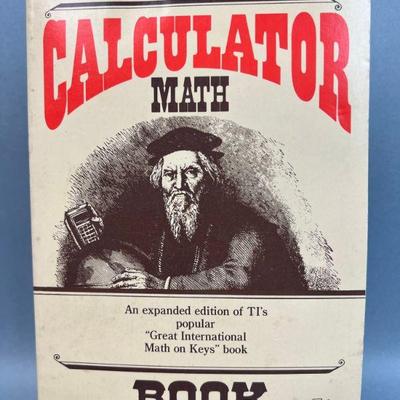 CALCULATOR
MATH
An expanded edition of TI's
popular
"Great International
Math on Keys" book
BOOK